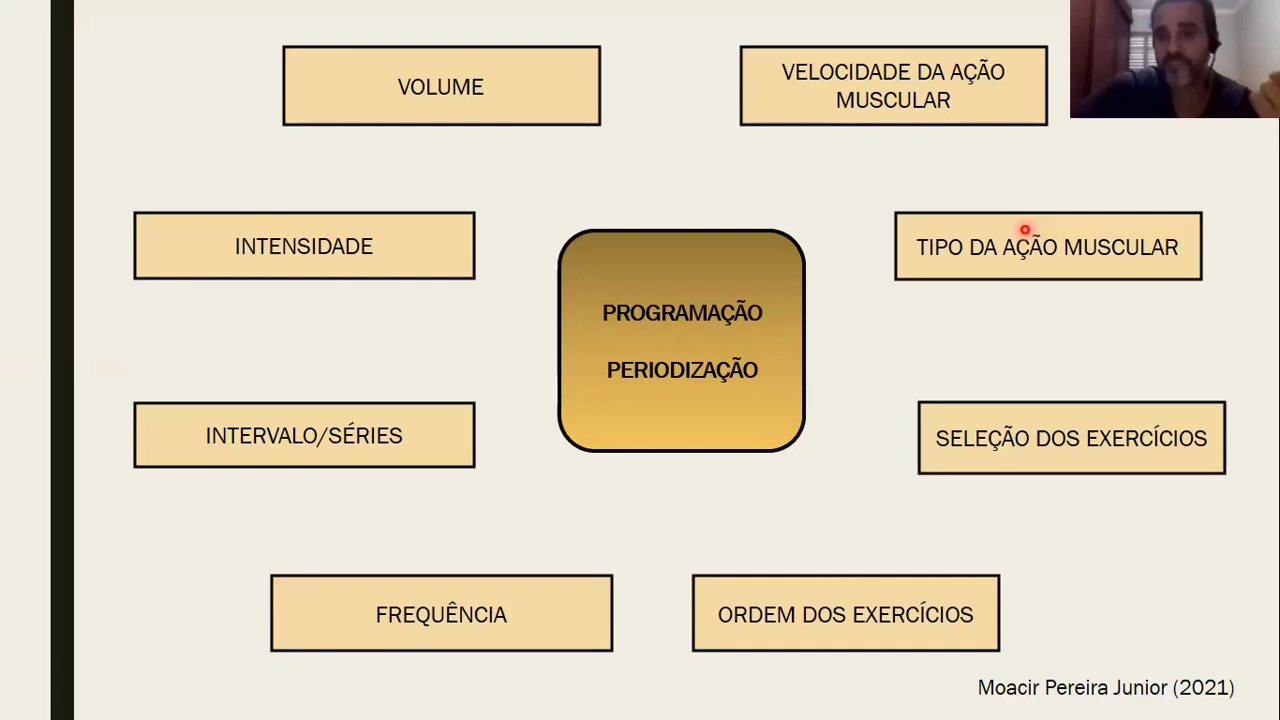 VOLUME
VELOCIDADE DA AÇÃO
MUSCULAR
INTENSIDADE
TIPO DA AÇÃO MUSCULAR
PROGRAMAÇÃO
PERIODIZAÇÃO
INTERVALO/SÉRIES
SELEÇÃO DOS EXERCÍCIOS
FREQUÊNCIA
ORDEM DOS EXERCÍCIOS
Moacir Pereira Junior (2021)